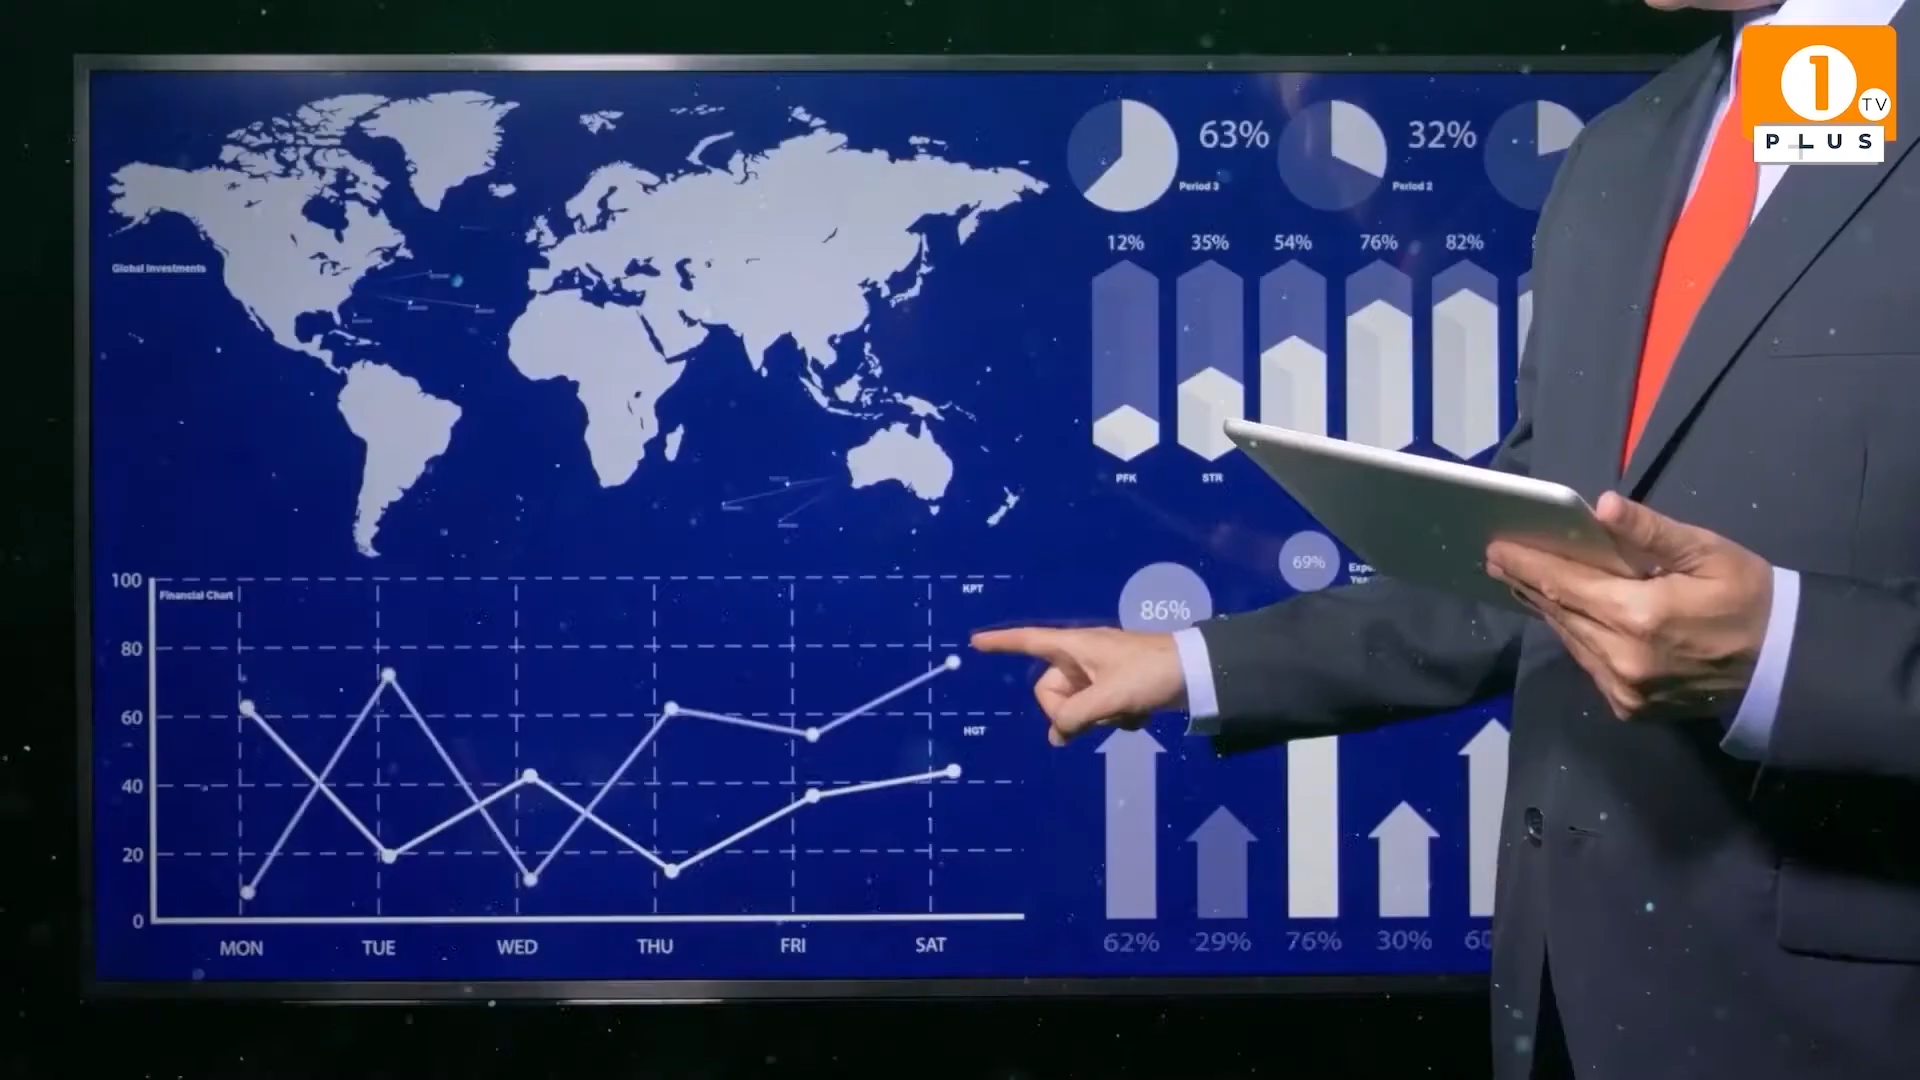 1
TV
PLUS
63%
Period 3
32%
Period 2
12%
35%
54%
76%
82%
Global Investments
PFK
STR
69%
86%
100
80
60
40
20
0
Financial Chart
KPT
HGT
MON
TUE
WED
THU
FRI
SAT
62%
29%
76%
30%